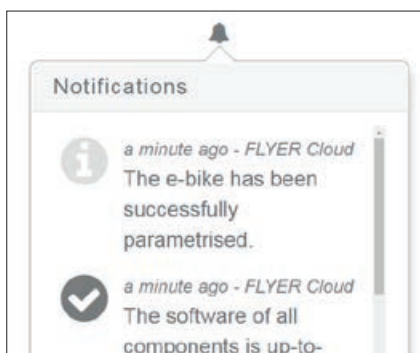 Notifications
a minute ago - FLYER Cloud
The e-bike has been
successfully
parametrised.
a minute ago - FLYER Cloud
The software of all
components is up-to-